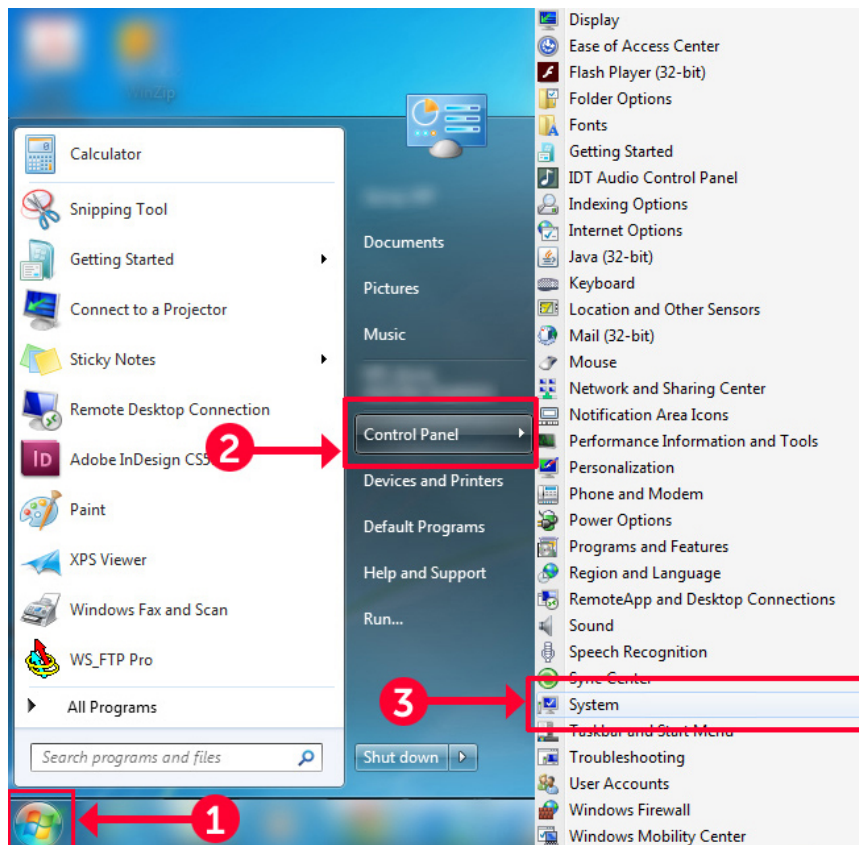 WinZip
Calculator
Snipping Tool
Getting Started
Connect to a Projector
Sticky Notes
Remote Desktop Connection
ID Adobe InDesign CS5
Paint
XPS Viewer
Windows Fax and Scan
WS_FTP Pro
All Programs
Search programs and files
1
Documents
Pictures
Music
2
Control Panel
Devices and Printers
Default Programs
Help and Support
Run...
Shut down
3
Display
Ease of Access Center
Flash Player (32-bit)
Folder Options
Fonts
Getting Started
IDT Audio Control Panel
Indexing Options
Internet Options
Java (32-bit)
Keyboard
Location and Other Sensors
Mail (32-bit)
Mouse
Network and Sharing Center
Notification Area Icons
Performance Information and Tools
Personalization
Phone and Modem
Power Options
Programs and Features
Region and Language
RemoteApp and Desktop Connections
Sound
Speech Recognition
Sync Center
System
Taskbar and Start Menu
Troubleshooting
User Accounts
Windows Firewall
Windows Mobility Center